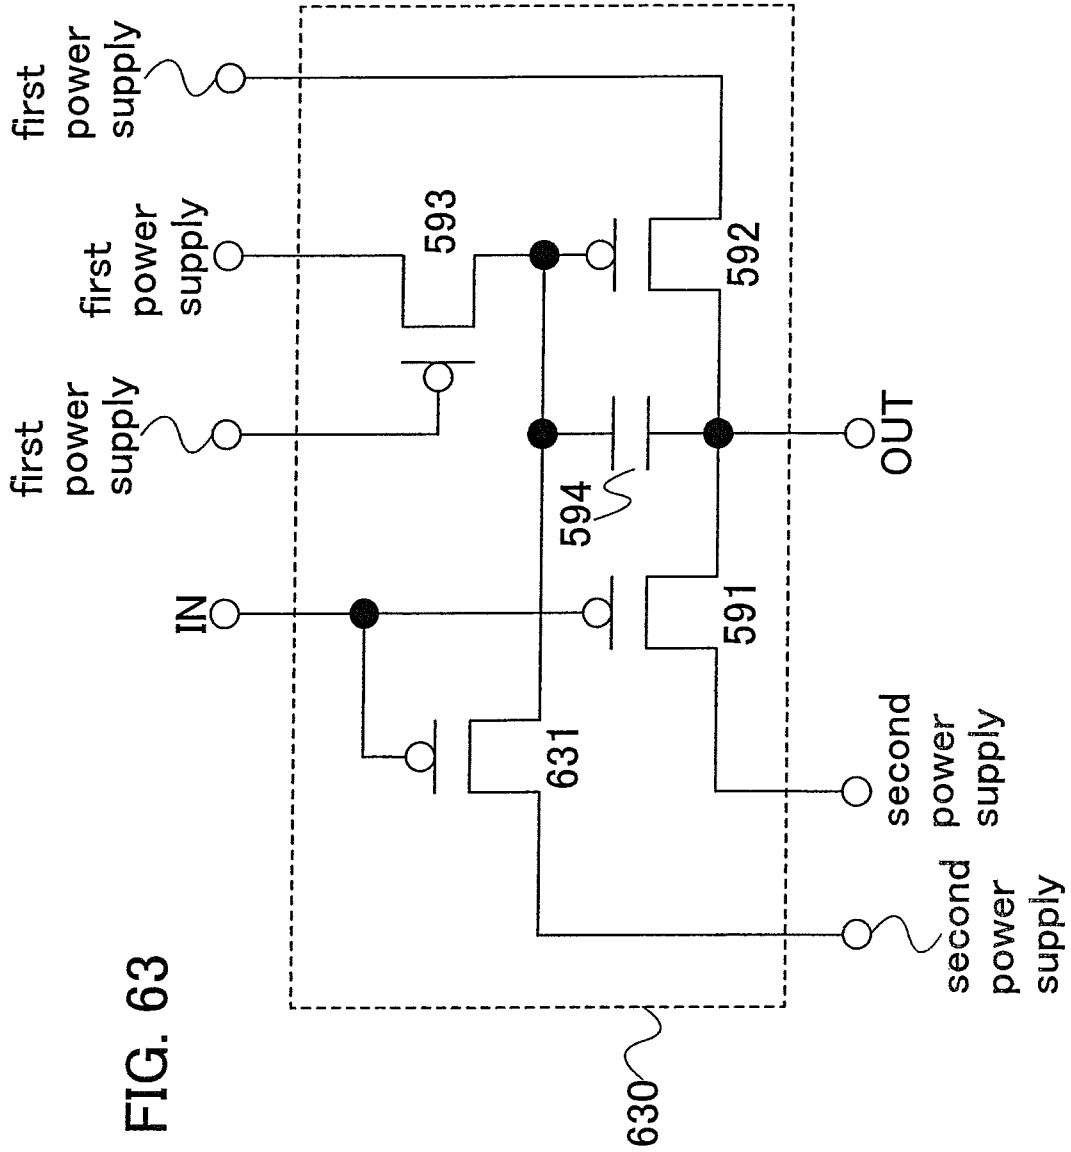 FIG. 63
630
IN
first
power
supply
first
power
supply
first
power
supply
631
591
594
593
592
second
power
supply
second
power
supply
OUT